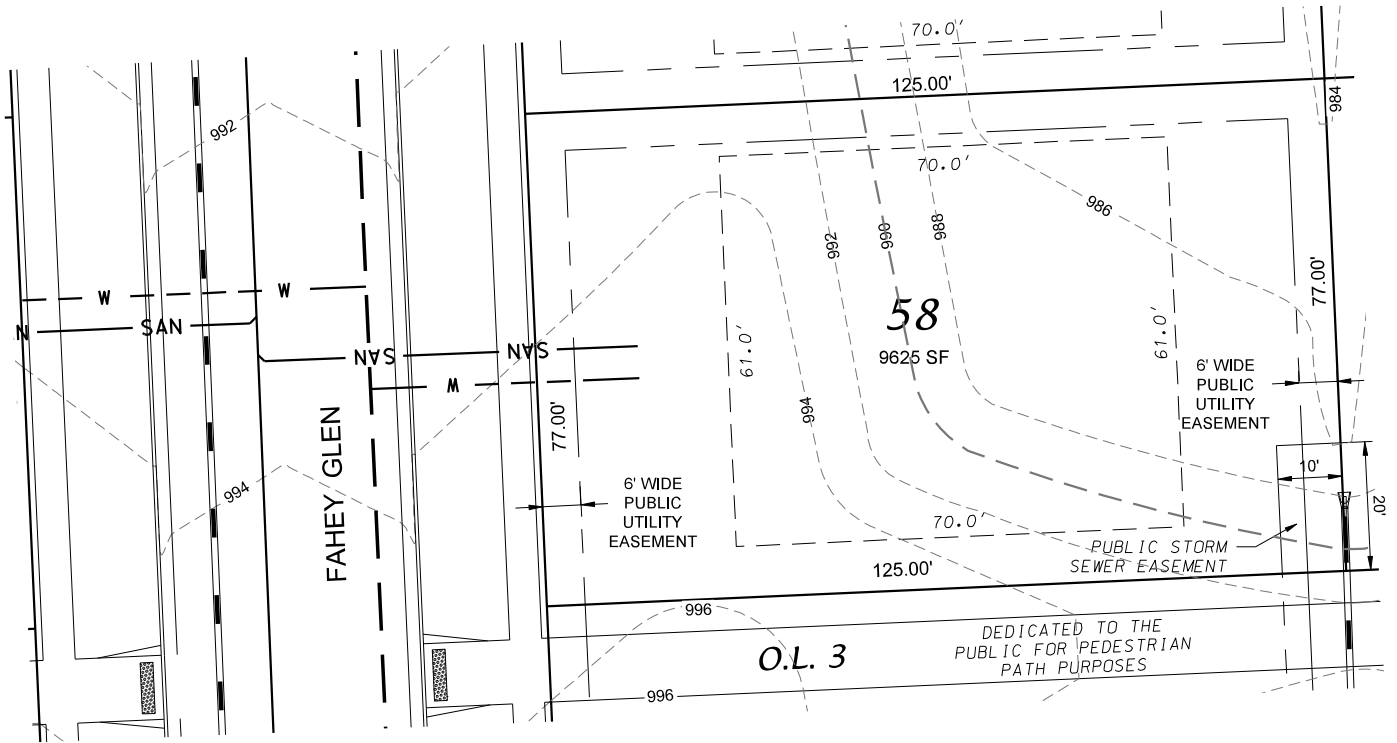 70.0'
125.00'
984
992
70.0'
986
992
990
988
77.00'
W
W
N
SAN
58
9625 SF
61.0'
61.0'
SAN
SAN
W
6' WIDE
PUBLIC
UTILITY
EASEMENT
994
77.00'
FAHEY GLEN
10'
20'
994
6' WIDE
PUBLIC
UTILITY
EASEMENT
70.0'
PUBLIC STORM
SEWER EASEMENT
125.00'
996
O.L. 3
DEDICATED TO THE
PUBLIC FOR PEDESTRIAN
PATH PURPOSES
996